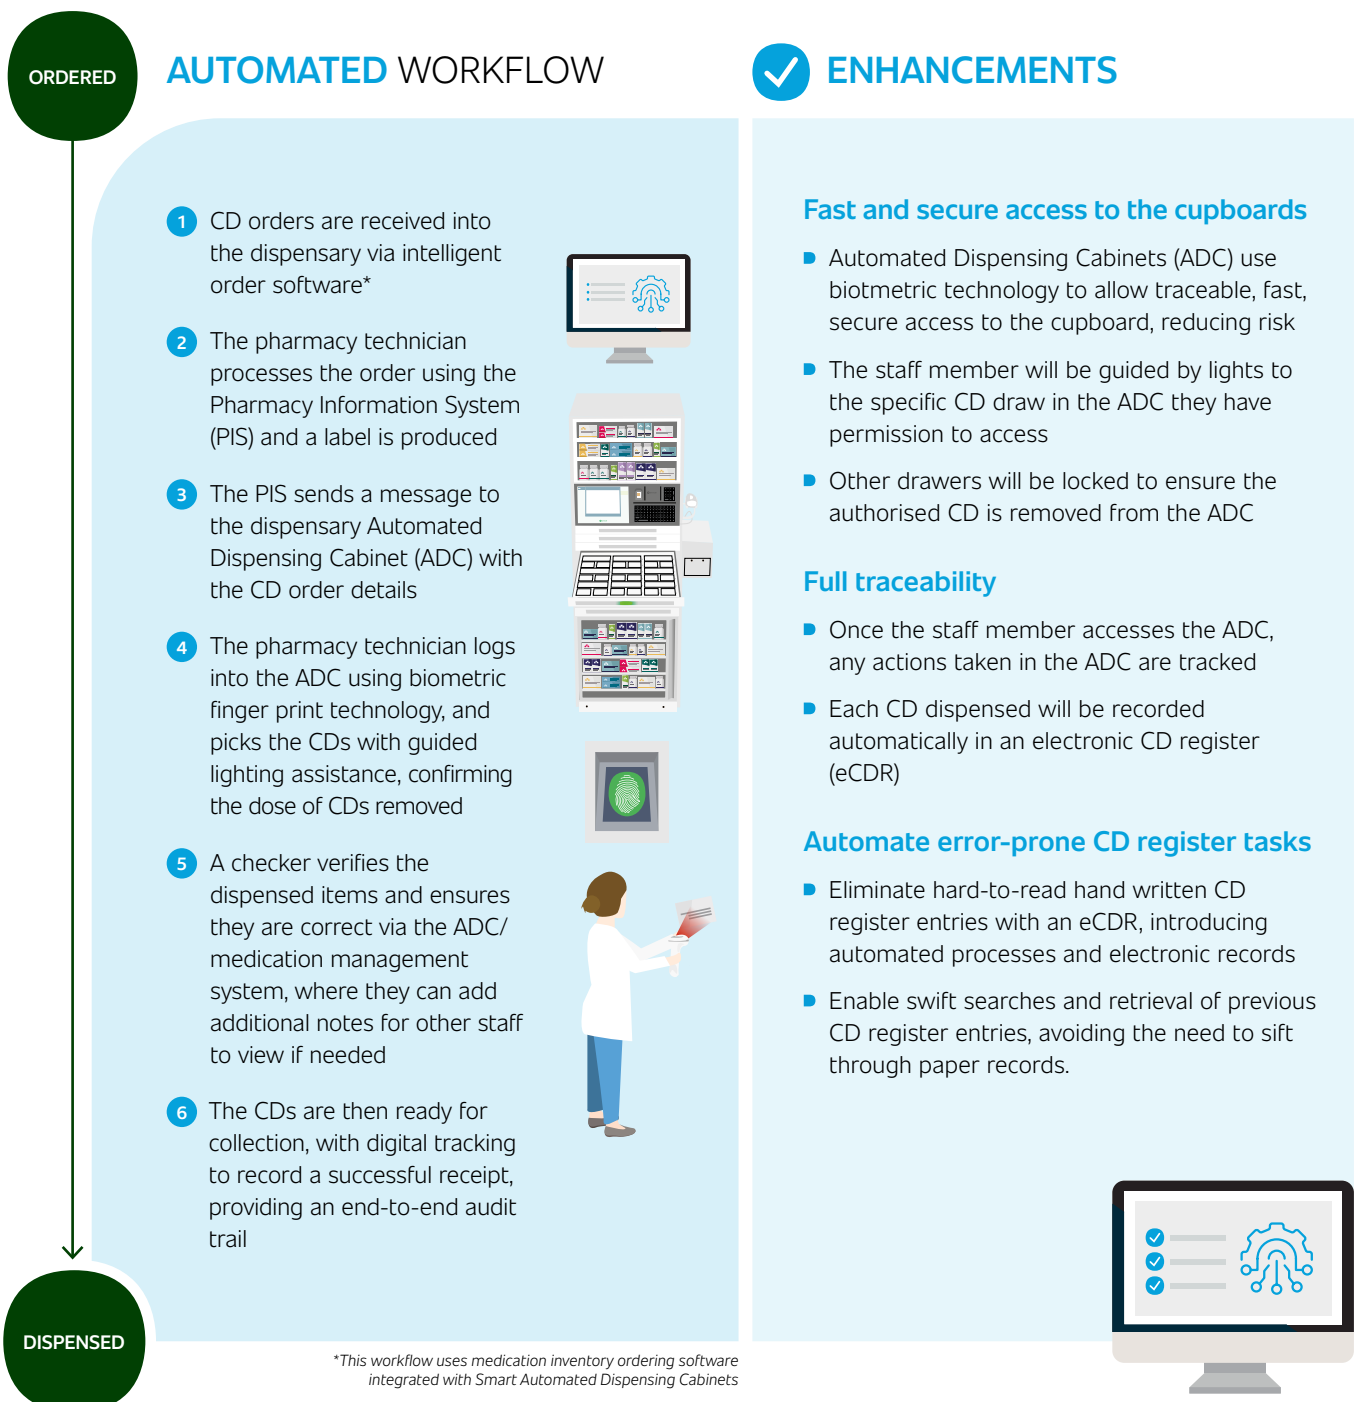 ORDERED
AUTOMATED WORKFLOW
1 CD orders are received into
the dispensary via intelligent
order software*
2 The pharmacy technician
processes the order using the
Pharmacy Information System
(PIS) and a label is produced
3 The PIS sends a message to
the dispensary Automated
Dispensing Cabinet (ADC) with
the CD order details
4 The pharmacy technician logs
into the ADC using biometric
finger print technology, and
picks the CDs with guided
lighting assistance, confirming
the dose of CDs removed
5 A checker verifies the
dispensed items and ensures
they are correct via the ADC/
medication management
system, where they can add
additional notes for other staff
to view if needed
6 The CDs are then ready for
collection, with digital tracking
to record a successful receipt,
providing an end-to-end audit
trail
DISPENSED
*This workflow uses medication inventory ordering software
integrated with Smart Automated Dispensing Cabinets
ENHANCEMENTS
Fast and secure access to the cupboards
Automated Dispensing Cabinets (ADC) use
biotmetric technology to allow traceable, fast,
secure access to the cupboard, reducing risk
The staff member will be guided by lights to
the specific CD draw in the ADC they have
permission to access
Other drawers will be locked to ensure the
authorised CD is removed from the ADC
Full traceability
Once the staff member accesses the ADC,
any actions taken in the ADC are tracked
Each CD dispensed will be recorded
automatically in an electronic CD register
(eCDR)
Automate error-prone CD register tasks
Eliminate hard-to-read hand written CD
register entries with an eCDR, introducing
automated processes and electronic records
Enable swift searches and retrieval of previous
CD register entries, avoiding the need to sift
through paper records.